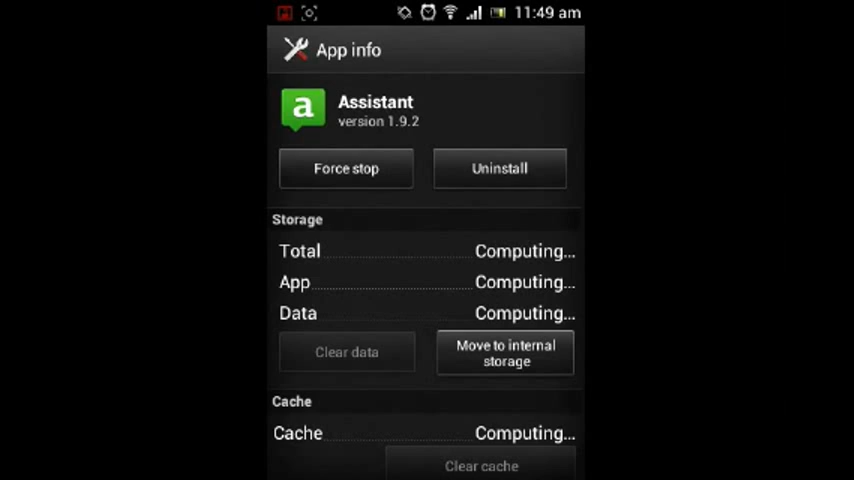 11:49 am
App info
a
Assistant
version 1.9.2
Force stop
Uninstall
Storage
Total Computing...
App Computing...
Data Computing...
Clear data
Move to internal
storage
Cache
Cache Computing...
Clear cache